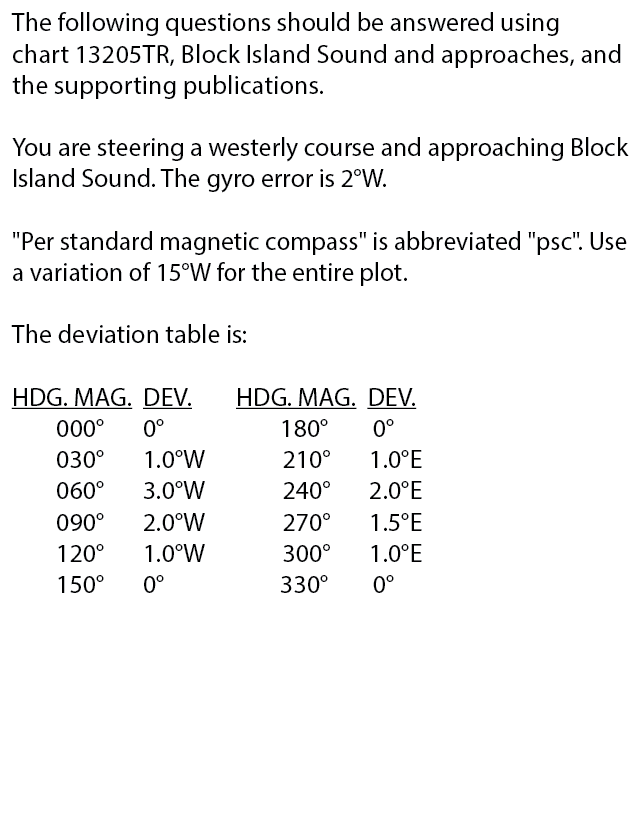 The following questions should be answered using
chart 13205TR, Block Island Sound and approaches, and
the supporting publications.
You are steering a westerly course and approaching Block
Island Sound. The gyro error is 2°W.
"Per standard magnetic compass" is abbreviated "psc". Use
a variation of 15°W for the entire plot.
The deviation table is:
HDG. MAG. DEV. HDG. MAG. DEV.
000° 0° 180° 0°
030° 1.0°W 210° 1.0°E
060° 3.0°W 240° 2.0°E
090° 2.0°W 270° 1.5°E
120° 1.0°W 300° 1.0°E
150° 0° 330° 0°